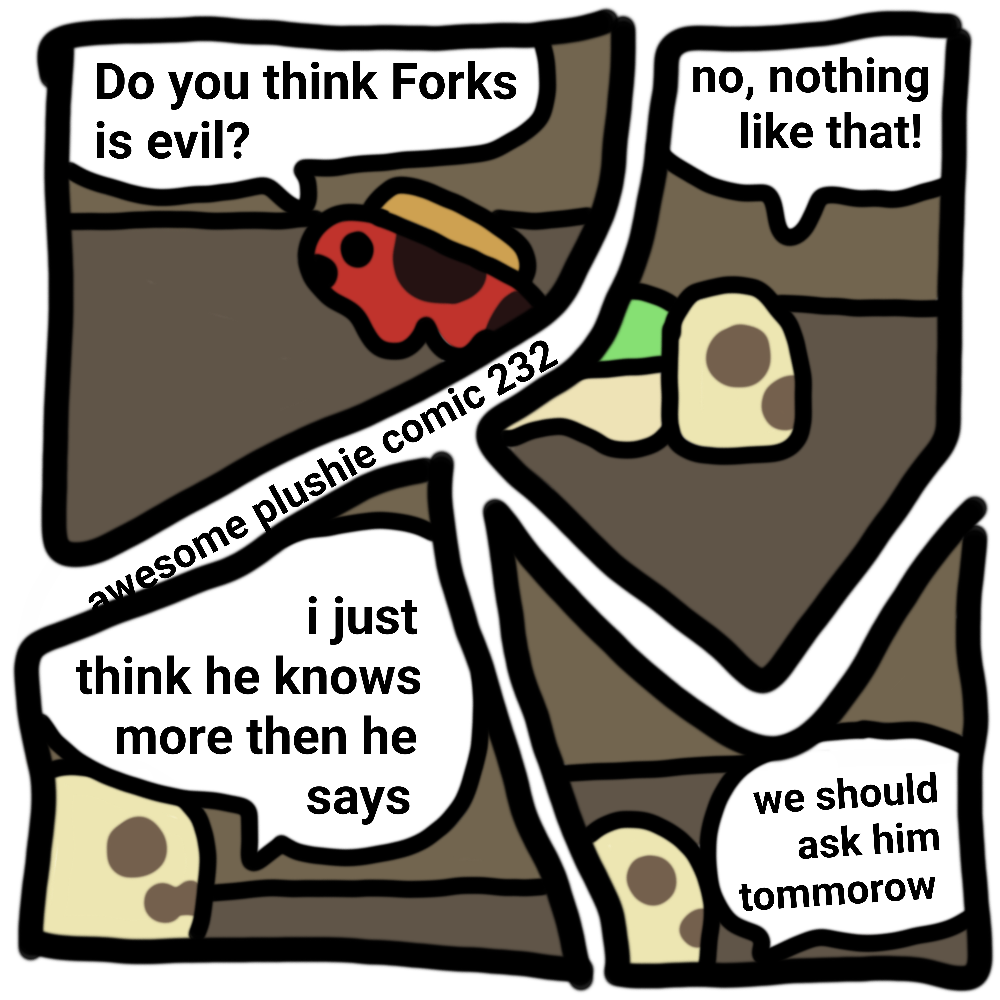 Do you think Forks
is evil?
no, nothing
like that!
awesome plushie comic 232
i just
think he knows
more then he
says
we should
ask him
tommorow